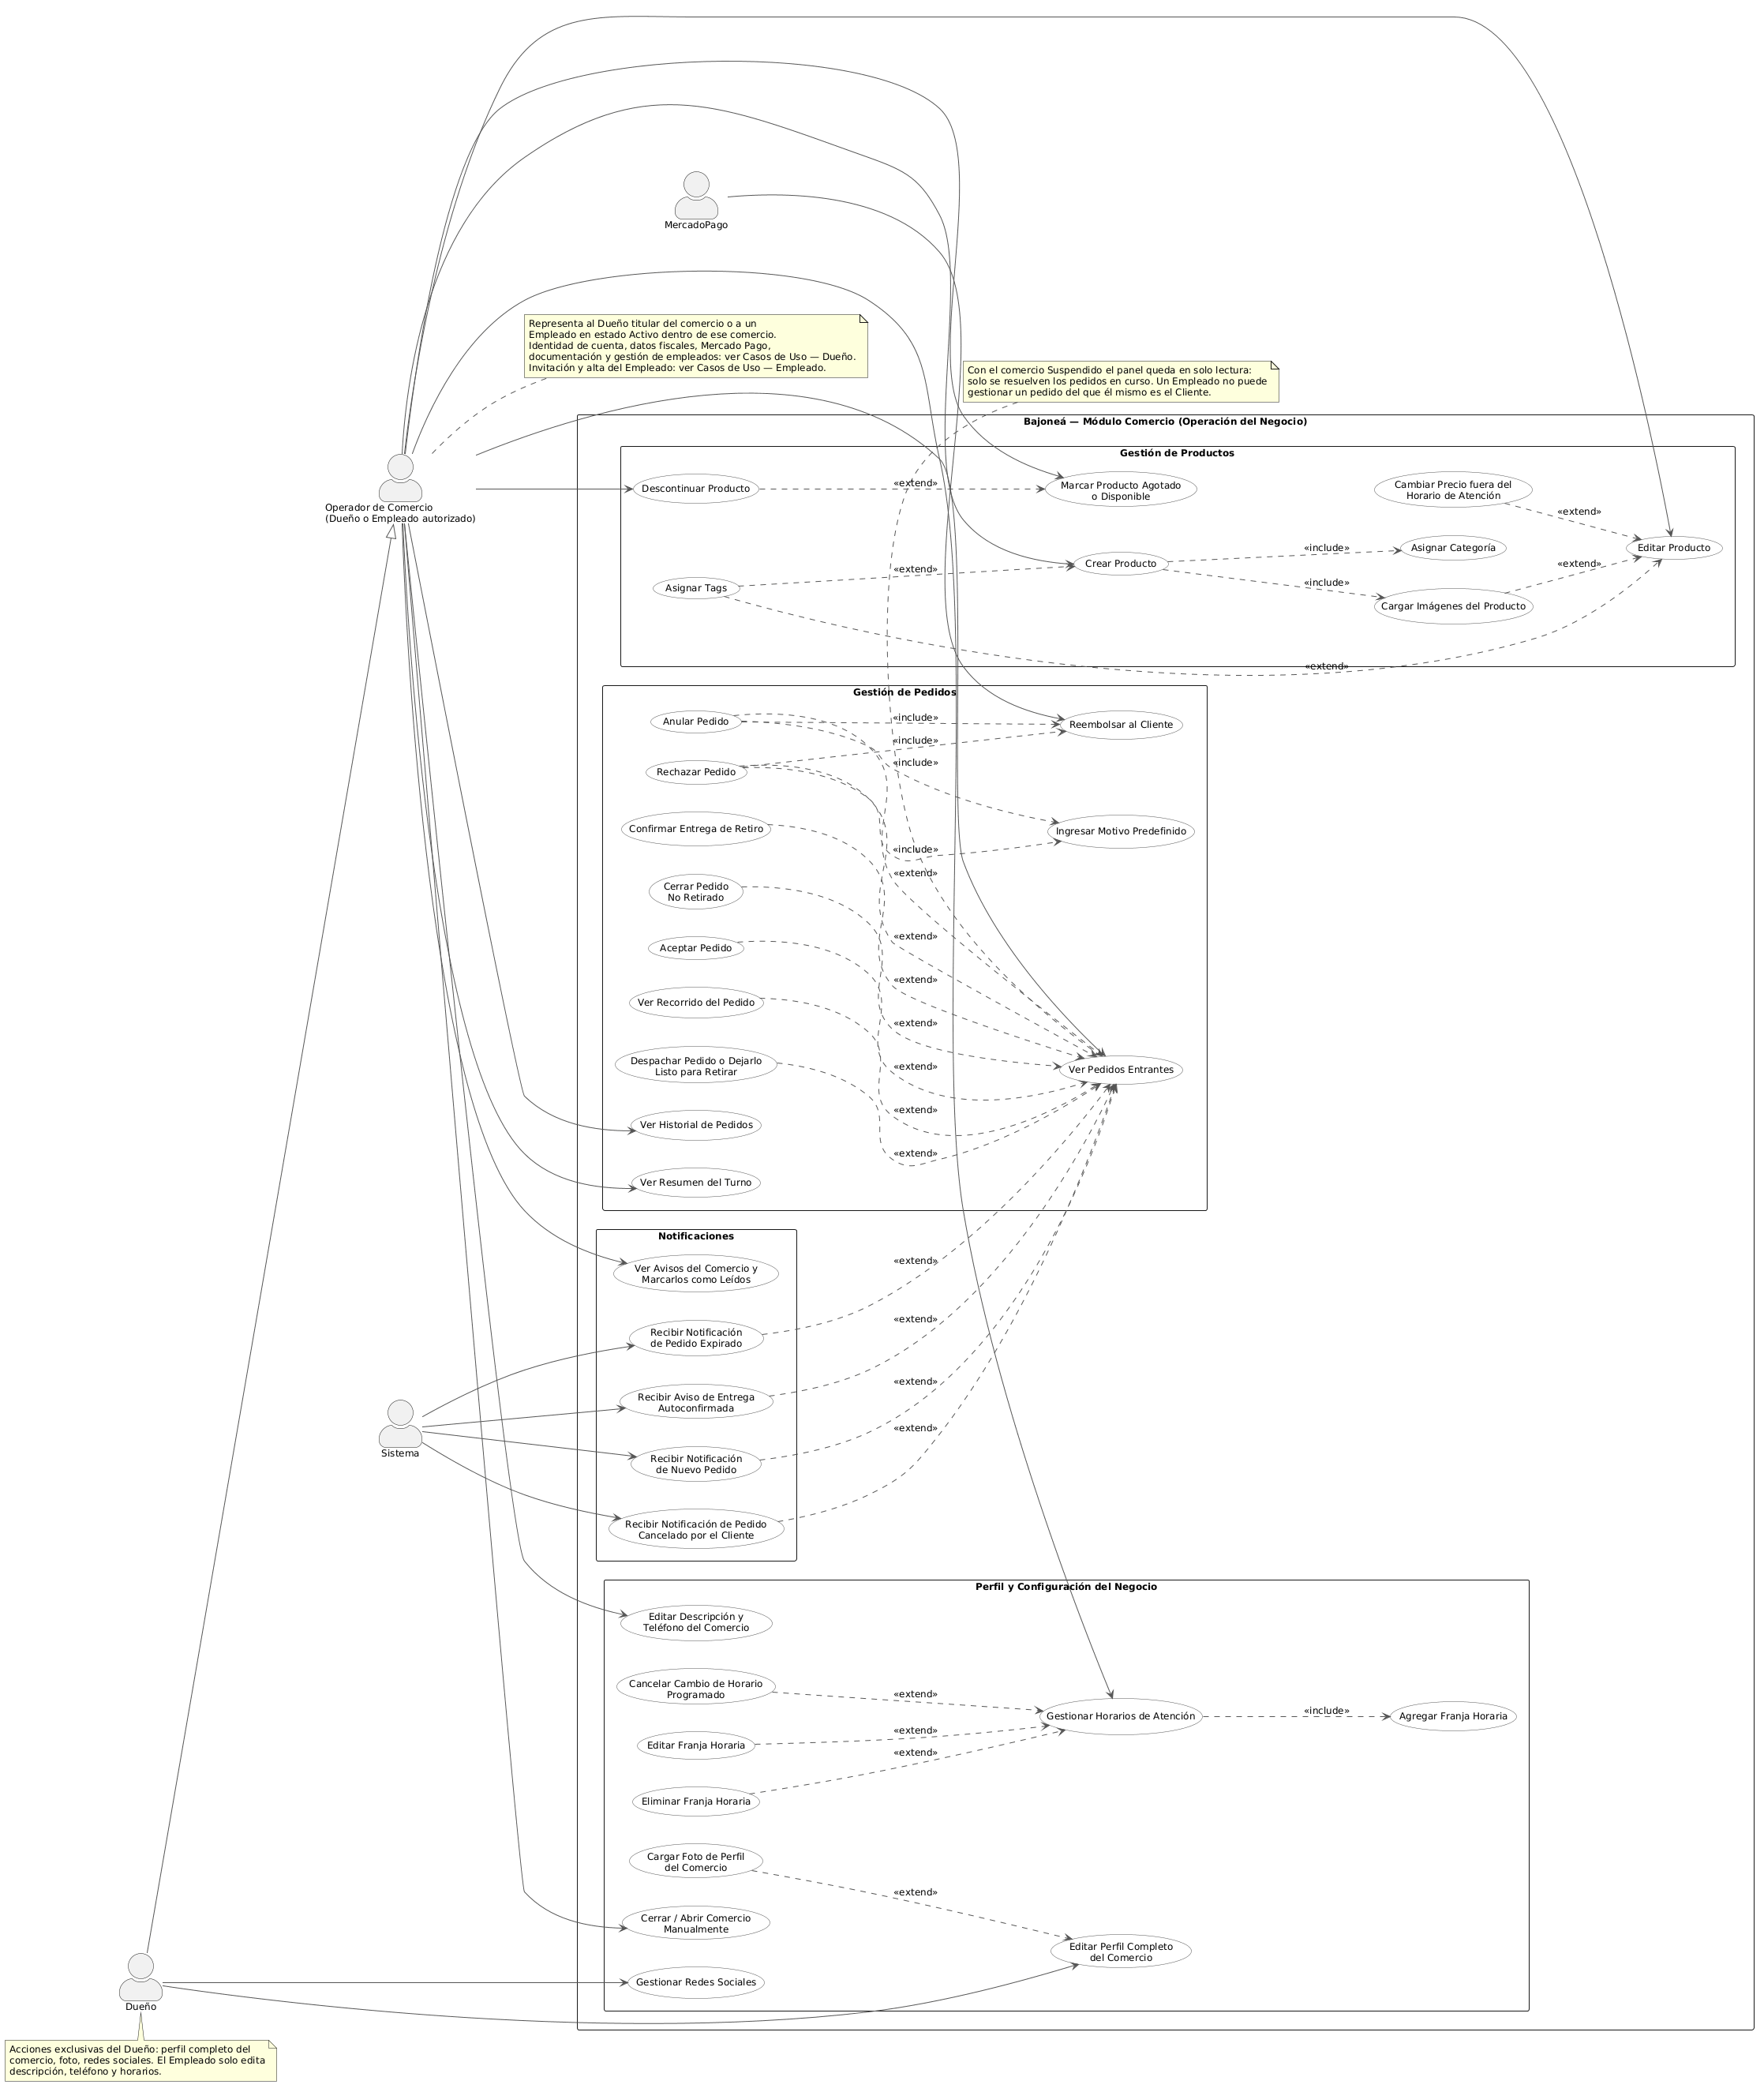 MercadoPago
Representa al Dueño titular del comercio o a un
Empleado en estado Activo dentro de ese comercio.
Identidad de cuenta, datos fiscales, Mercado Pago,
documentación y gestión de empleados: ver Casos de Uso — Dueño.
Invitación y alta del Empleado: ver Casos de Uso — Empleado.
Con el comercio Suspendido el panel queda en solo lectura:
solo se resuelven los pedidos en curso. Un Empleado no puede
gestionar un pedido del que él mismo es el Cliente.
Operador de Comercio
(Dueño o Empleado autorizado)
Bajoneá — Módulo Comercio (Operación del Negocio)
Gestión de Productos
Descontinuar Producto
«extend»
Marcar Producto Agotado
o Disponible
Cambiar Precio fuera del
Horario de Atención
«extend»
Asignar Categoría
Editar Producto
«include»
Crear Producto
«extend»
Asignar Tags
«include»
«extend»
Cargar Imágenes del Producto
«extend»
Gestión de Pedidos
Anular Pedido
«include»
Reembolsar al Cliente
«include»
Rechazar Pedido
«include»
Confirmar Entrega de Retiro
Ingresar Motivo Predefinido
«include»
«extend»
Cerrar Pedido
No Retirado
«extend»
Aceptar Pedido
«extend»
Ver Recorrido del Pedido
«extend»
Despachar Pedido o Dejarlo
Listo para Retirar
«extend»
Ver Pedidos Entrantes
«extend»
Ver Historial de Pedidos
«extend»
Ver Resumen del Turno
Notificaciones
Ver Avisos del Comercio y
Marcarlos como Leídos
«extend»
Recibir Notificación
de Pedido Expirado
«extend»
Recibir Aviso de Entrega
Autoconfirmada
«extend»
Sistema
Recibir Notificación
de Nuevo Pedido
«extend»
Recibir Notificación de Pedido
Cancelado por el Cliente
Perfil y Configuración del Negocio
Editar Descripción y
Teléfono del Comercio
Cancelar Cambio de Horario
Programado
«extend»
Gestionar Horarios de Atención
«include»
Agregar Franja Horaria
Editar Franja Horaria
«extend»
«extend»
Eliminar Franja Horaria
Cargar Foto de Perfil
del Comercio
«extend»
Cerrar / Abrir Comercio
Manualmente
Editar Perfil Completo
del Comercio
Gestionar Redes Sociales
Dueño
Acciones exclusivas del Dueño: perfil completo del
comercio, foto, redes sociales. El Empleado solo edita
descripción, teléfono y horarios.